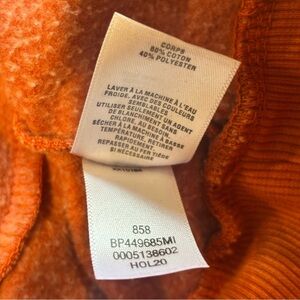 CORPS
60% COTON
40% POLYESTER
LAVER À LA MACHINE À L'EAU
FROIDE, AVEC DES COULEURS
SEMBLABLES
UTILISER SEULEMENT UN AGENT
DE BLANCHIMENT SANS
CHLORE, AU BESOIN.
SÉCHER À LA MACHINE À BASSE
TEMPÉRATURE, RETIRER
RAPIDEMENT.
REPASSER AU FER TIÈDE
SI NÉCESSAIRE
858
BP449685MI
0005138602
HOL20